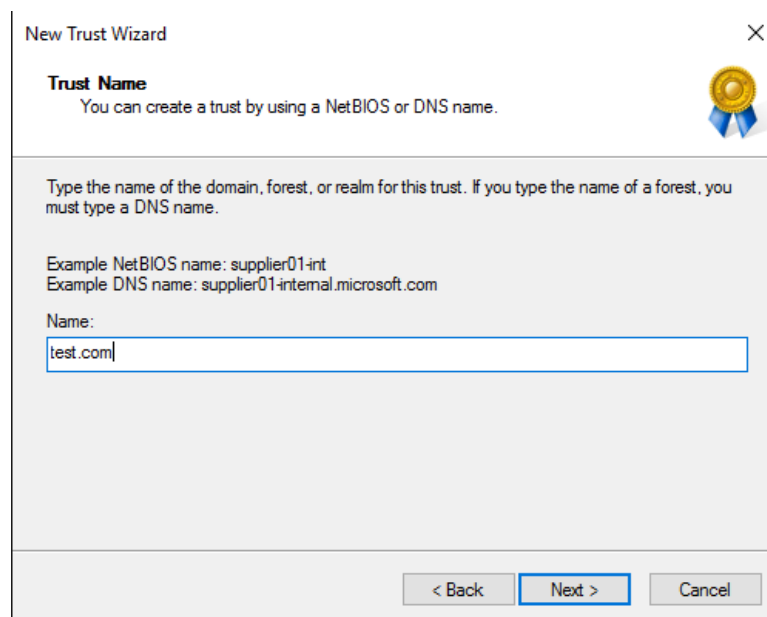 New Trust Wizard
Trust Name
You can create a trust by using a NetBIOS or DNS name.
Type the name of the domain, forest, or realm for this trust. If you type the name of a forest, you
must type a DNS name.
Example NetBIOS name: supplier01-int
Example DNS name: supplier01-internal.microsoft.com
Name:
test.com
< Back
Next >
Cancel